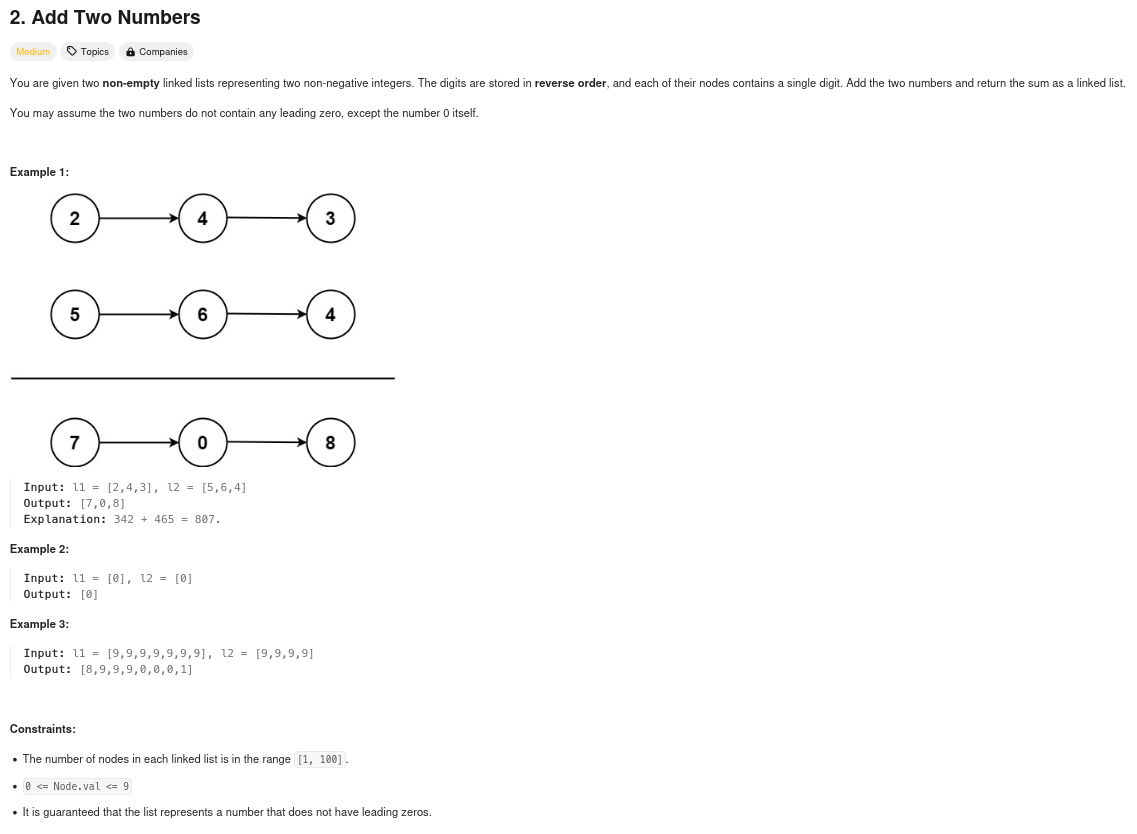 2. Add Two Numbers
Medium Topics Companies
You are given two non-empty linked lists representing two non-negative integers. The digits are stored in reverse order, and each of their nodes contains a single digit. Add the two numbers and return the sum as a linked list.
You may assume the two numbers do not contain any leading zero, except the number 0 itself.
Example 1:
2 4 3
5 6 4
7 0 8
Input: l1 = [2,4,3], l2 = [5,6,4]
Output: [7,0,8]
Explanation: 342 + 465 = 807.
Example 2:
Input: l1 = [0], l2 = [0]
Output: [0]
Example 3:
Input: l1 = [9,9,9,9,9,9,9], l2 = [9,9,9,9]
Output: [8,9,9,9,0,0,0,1]
Constraints:
• The number of nodes in each linked list is in the range [1, 100].
• 0 <= Node.val <= 9
• It is guaranteed that the list represents a number that does not have leading zeros.